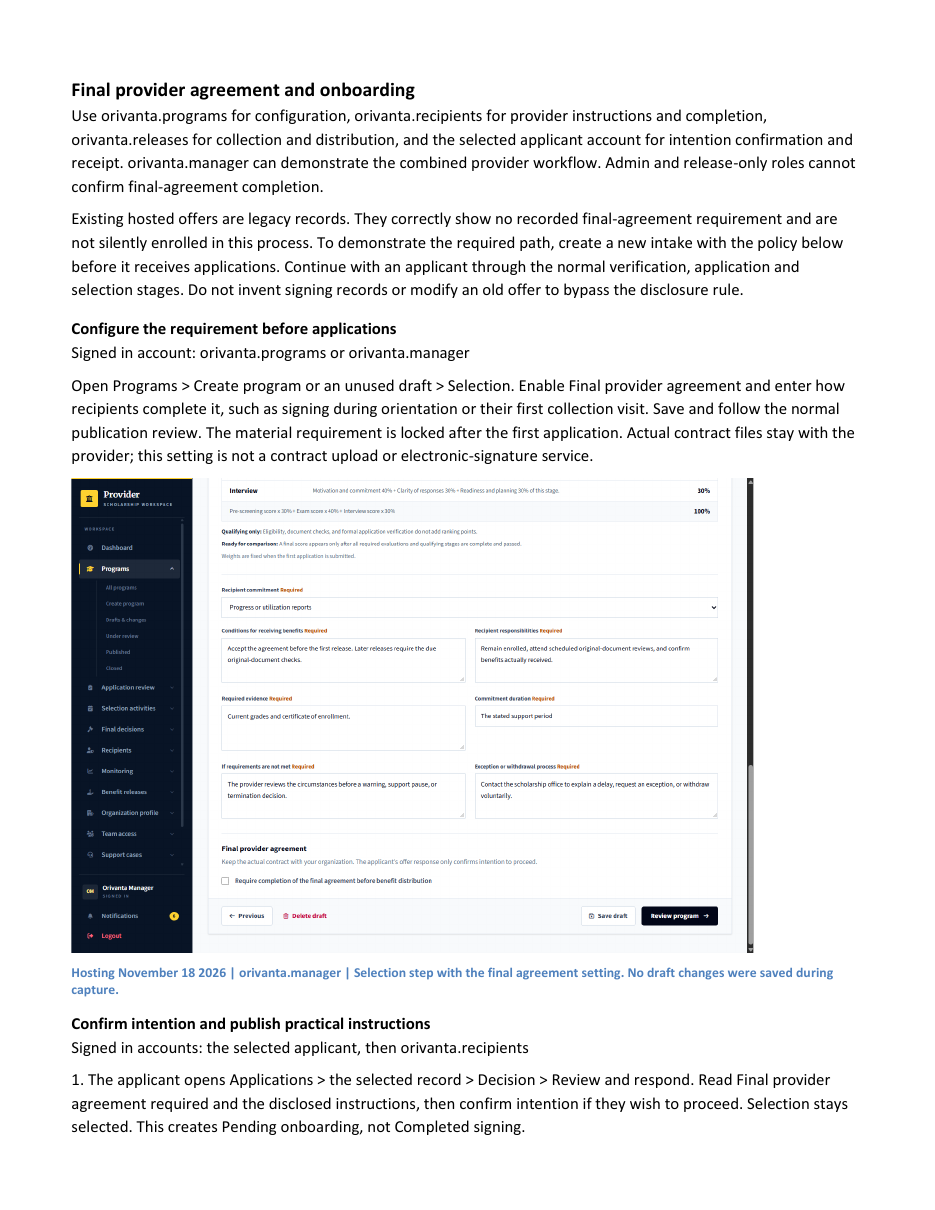 Final provider agreement and onboarding
Use orivanta.programs for configuration, orivanta.recipients for provider instructions and completion,
orivanta.releases for collection and distribution, and the selected applicant account for intention confirmation and
receipt. orivanta.manager can demonstrate the combined provider workflow. Admin and release-only roles cannot
confirm final-agreement completion.
Existing hosted offers are legacy records. They correctly show no recorded final-agreement requirement and are
not silently enrolled in this process. To demonstrate the required path, create a new intake with the policy below
before it receives applications. Continue with an applicant through the normal verification, application and
selection stages. Do not invent signing records or modify an old offer to bypass the disclosure rule.
Configure the requirement before applications
Signed in account: orivanta.programs or orivanta.manager
Open Programs > Create program or an unused draft > Selection. Enable Final provider agreement and enter how
recipients complete it, such as signing during orientation or their first collection visit. Save and follow the normal
publication review. The material requirement is locked after the first application. Actual contract files stay with the
provider; this setting is not a contract upload or electronic-signature service.
Provider
SCHOLARSHIP WORKSPACE
WORKSPACE
Dashboard
Programs
All programs
Create program
Drafts & changes
Under review
Published
Closed
Application review
Selection activities
Final decisions
Recipients
Monitoring
Benefit releases
Organization profile
Team access
Support cases
OM
Orivanta Manager
SIGNED IN
Notifications
Logout
Interview Motivation and commitment 40% + Clarity of responses 30% + Readiness and planning 30% of this stage. 30%
Pre-screening score x 30% + Exam score x 40% + Interview score x 30% 100%
Qualifying only: Eligibility, document checks, and formal application verification do not add ranking points.
Ready for comparison: A final score appears only after all required evaluations and qualifying stages are complete and passed.
Weights are fixed when the first application is submitted.
Recipient commitment Required
Progress or utilization reports
Conditions for receiving benefits Required
Accept the agreement before the first release. Later releases require the due
original-document checks.
Recipient responsibilities Required
Remain enrolled, attend scheduled original-document reviews, and confirm
benefits actually received.
Required evidence Required
Current grades and certificate of enrollment.
Commitment duration Required
The stated support period
If requirements are not met Required
The provider reviews the circumstances before a warning, support pause, or
termination decision.
Exception or withdrawal process Required
Contact the scholarship office to explain a delay, request an exception, or withdraw
voluntarily.
Final provider agreement
Keep the actual contract with your organization. The applicant's offer response only confirms intention to proceed.
Require completion of the final agreement before benefit distribution
← Previous
Delete draft
Save draft
Review program →
Hosting November 18 2026 | orivanta.manager | Selection step with the final agreement setting. No draft changes were saved during
capture.
Confirm intention and publish practical instructions
Signed in accounts: the selected applicant, then orivanta.recipients
1. The applicant opens Applications > the selected record > Decision > Review and respond. Read Final provider
agreement required and the disclosed instructions, then confirm intention if they wish to proceed. Selection stays
selected. This creates Pending onboarding, not Completed signing.